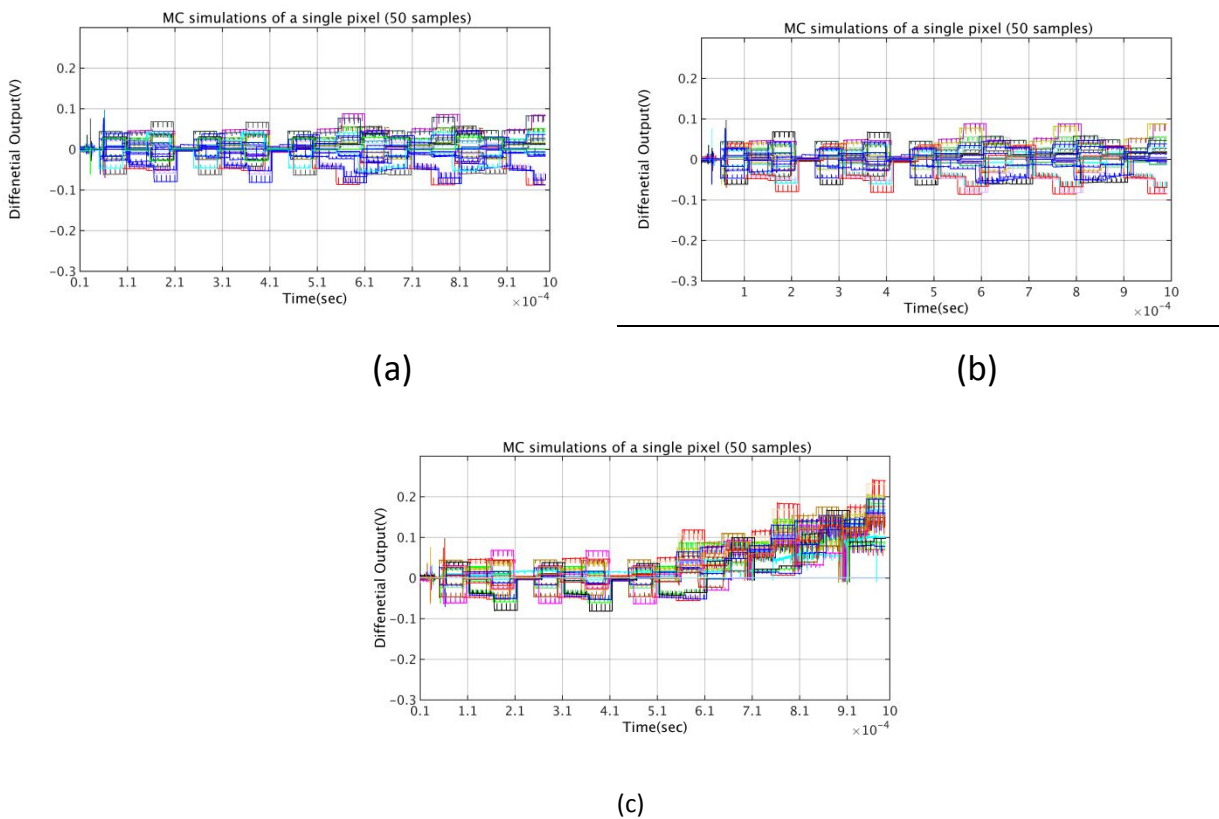 MC simulations of a single pixel (50 samples)
Diffenetial Output(V)
0.2
0.1
0
−0.1
−0.2
−0.3
0.1 1.1 2.1 3.1 4.1 5.1 6.1 7.1 8.1 9.1 10
Time(sec)
×10⁻⁴
(a)
MC simulations of a single pixel (50 samples)
Diffenetial Output(V)
0.2
0.1
0
−0.1
−0.2
−0.3
1 2 3 4 5 6 7 8 9 10
Time(sec)
×10⁻⁴
(b)
MC simulations of a single pixel (50 samples)
Diffenetial Output(V)
0.2
0.1
0
−0.1
−0.2
−0.3
0.1 1.1 2.1 3.1 4.1 5.1 6.1 7.1 8.1 9.1 10
Time(sec)
×10⁻⁴
(c)